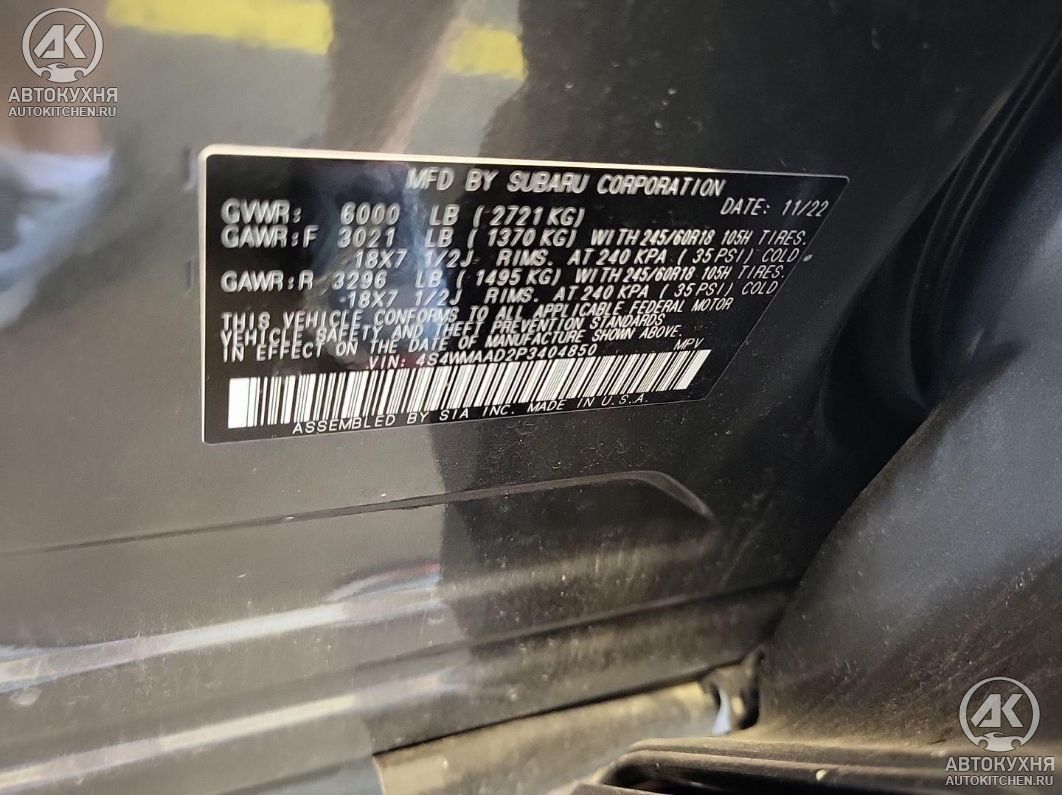 АК
АВТОКУХНЯ
AUTOKITCHEN.RU
MFD BY SUBARU CORPORATION
GVWR: 6000 LB (2721 KG) DATE: 11/22
GAWR:F 3021 LB (1370 KG) WITH 245/60R18 105H TIRES.
18X7 1/2J RIMS. AT 240 KPA (35 PSI) COLD
GAWR:R 3296 LB (1495 KG) WITH 245/60R18 105H TIRES.
18X7 1/2J RIMS. AT 240 KPA (35 PSI) COLD
THIS VEHICLE CONFORMS TO ALL APPLICABLE FEDERAL MOTOR
VEHICLE SAFETY AND THEFT PREVENTION STANDARDS
IN EFFECT ON THE DATE OF MANUFACTURE SHOWN ABOVE.
VIN: 4S4WMAAD2P3404850 MPV
ASSEMBLED BY SIA INC. MADE IN U.S.A.
АК
АВТОКУХНЯ
AUTOKITCHEN.RU